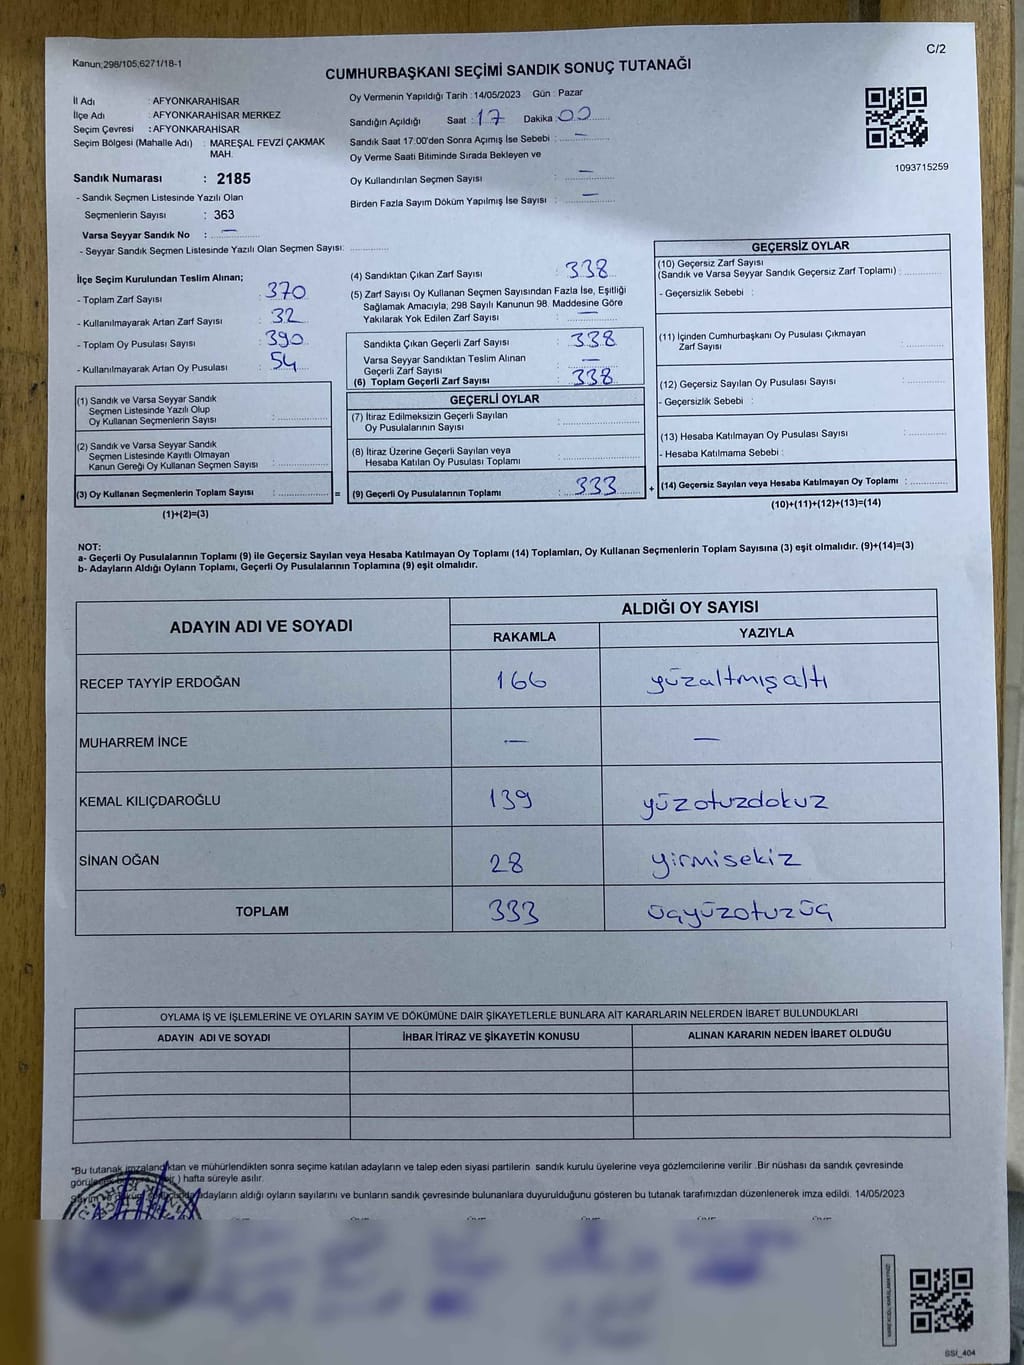 Kanun;298/105,6271/18-1
C/2
CUMHURBAŞKANI SEÇİMİ SANDIK SONUÇ TUTANAĞI
İl Adı : AFYONKARAHİSAR
İlçe Adı : AFYONKARAHİSAR MERKEZ
Seçim Çevresi : AFYONKARAHİSAR
Seçim Bölgesi (Mahalle Adı) : MAREŞAL FEVZİ ÇAKMAK
MAH.
Sandık Numarası : 2185
- Sandık Seçmen Listesinde Yazılı Olan
Seçmenlerin Sayısı : 363
Varsa Seyyar Sandık No : —
- Seyyar Sandık Seçmen Listesinde Yazılı Olan Seçmen Sayısı: ............
Oy Vermenin Yapıldığı Tarih : 14/05/2023 Gün : Pazar
Sandığın Açıldığı Saat : 17 Dakika : 00
Sandık Saat 17:00'den Sonra Açımış İse Sebebi : —
Oy Verme Saati Bitiminde Sırada Bekleyen ve
Oy Kullandırılan Seçmen Sayısı : —
Birden Fazla Sayım Döküm Yapılmış İse Sayısı : —
1093715259
İlçe Seçim Kurulundan Teslim Alınan;
- Toplam Zarf Sayısı : 370
- Kullanılmayarak Artan Zarf Sayısı : 32
- Toplam Oy Pusulası Sayısı : 390
- Kullanılmayarak Artan Oy Pusulası : 54
(1) Sandık ve Varsa Seyyar Sandık
Seçmen Listesinde Yazılı Olup
Oy Kullanan Seçmenlerin Sayısı : ............
(2) Sandık ve Varsa Seyyar Sandık
Seçmen Listesinde Kayıtlı Olmayan
Kanun Gereği Oy Kullanan Seçmen Sayısı : ............
(3) Oy Kullanan Seçmenlerin Toplam Sayısı : ............
(1)+(2)=(3)
(4) Sandıktan Çıkan Zarf Sayısı : 338
(5) Zarf Sayısı Oy Kullanan Seçmen Sayısından Fazla İse, Eşitliği
Sağlamak Amacıyla, 298 Sayılı Kanunun 98. Maddesine Göre
Yakılarak Yok Edilen Zarf Sayısı : —
Sandıkta Çıkan Geçerli Zarf Sayısı : 338
Varsa Seyyar Sandıktan Teslim Alınan
Geçerli Zarf Sayısı : —
(6) Toplam Geçerli Zarf Sayısı : 338
GEÇERLİ OYLAR
(7) İtiraz Edilmeksizin Geçerli Sayılan
Oy Pusulalarının Sayısı : ............
(8) İtiraz Üzerine Geçerli Sayılan veya
Hesaba Katılan Oy Pusulası Toplamı : ............
= (9) Geçerli Oy Pusulalarının Toplamı : 333 +
GEÇERSİZ OYLAR
(10) Geçersiz Zarf Sayısı
(Sandık ve Varsa Seyyar Sandık Geçersiz Zarf Toplamı) : ............
- Geçersizlik Sebebi :
(11) İçinden Cumhurbaşkanı Oy Pusulası Çıkmayan
Zarf Sayısı : ............
(12) Geçersiz Sayılan Oy Pusulası Sayısı : ............
- Geçersizlik Sebebi :
(13) Hesaba Katılmayan Oy Pusulası Sayısı : ............
- Hesaba Katılmama Sebebi :
(14) Geçersiz Sayılan veya Hesaba Katılmayan Oy Toplamı : ............
(10)+(11)+(12)+(13)=(14)
NOT:
a- Geçerli Oy Pusulalarının Toplamı (9) ile Geçersiz Sayılan veya Hesaba Katılmayan Oy Toplamı (14) Toplamları, Oy Kullanan Seçmenlerin Toplam Sayısına (3) eşit olmalıdır. (9)+(14)=(3)
b- Adayların Aldığı Oyların Toplamı, Geçerli Oy Pusulalarının Toplamına (9) eşit olmalıdır.
ADAYIN ADI VE SOYADI ALDIĞI OY SAYISI
RAKAMLA YAZIYLA
RECEP TAYYİP ERDOĞAN 166 yüzaltmışaltı
MUHARREM İNCE — —
KEMAL KILIÇDAROĞLU 139 yüzotuzdokuz
SİNAN OĞAN 28 yirmisekiz
TOPLAM 333 üçyüzotuzüç
OYLAMA İŞ VE İŞLEMLERİNE VE OYLARIN SAYIM VE DÖKÜMÜNE DAİR ŞİKAYETLERLE BUNLARA AİT KARARLARIN NELERDEN İBARET BULUNDUKLARI
ADAYIN ADI VE SOYADI İHBAR İTİRAZ VE ŞİKAYETİN KONUSU ALINAN KARARIN NEDEN İBARET OLDUĞU
*Bu tutanak imzalandıktan ve mühürlendikten sonra seçime katılan adayların ve talep eden siyasi partilerin sandık kurulu üyelerine veya gözlemcilerine verilir. Bir nüshası da sandık çevresinde
hafta süreyle asılır.
adayların aldığı oyların sayılarını ve bunların sandık çevresinde bulunanlara duyurulduğunu gösteren bu tutanak tarafımızdan düzenlenerek imza edildi. 14/05/2023
SSI_404